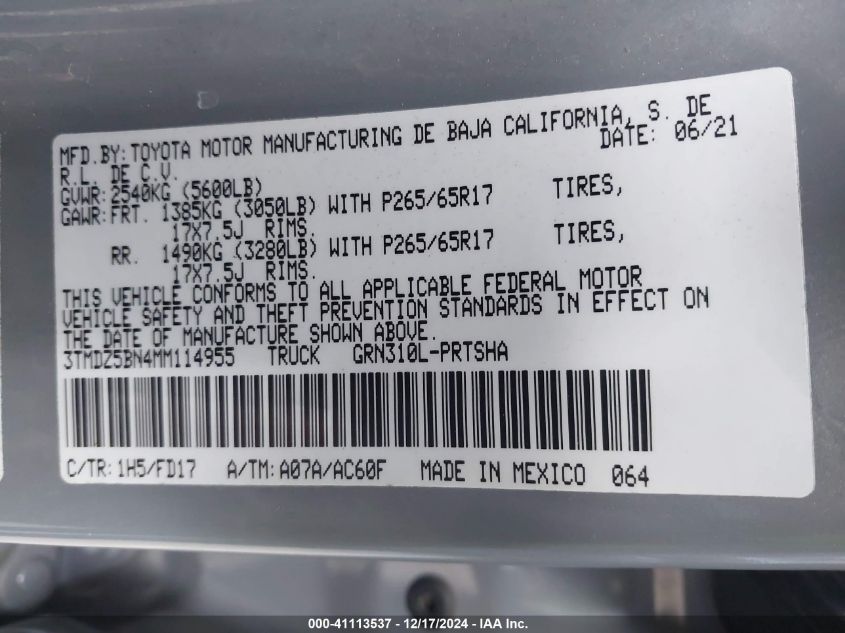 MFD.BY:TOYOTA MOTOR MANUFACTURING DE BAJA CALIFORNIA, S. DE
R.L. DE C.V. DATE: 06/21
GVWR:2540KG (5600LB)
GAWR:FRT. 1385KG (3050LB) WITH P265/65R17 TIRES,
17X7.5J RIMS.
RR. 1490KG (3280LB) WITH P265/65R17 TIRES,
17X7.5J RIMS.
THIS VEHICLE CONFORMS TO ALL APPLICABLE FEDERAL MOTOR
VEHICLE SAFETY AND THEFT PREVENTION STANDARDS IN EFFECT ON
THE DATE OF MANUFACTURE SHOWN ABOVE.
3TMDZ5BN4MM114955 TRUCK GRN310L-PRTSHA
C/TR:1H5/FD17 A/TM:A07A/AC60F MADE IN MEXICO 064
000-41113537 - 12/17/2024 - IAA Inc.